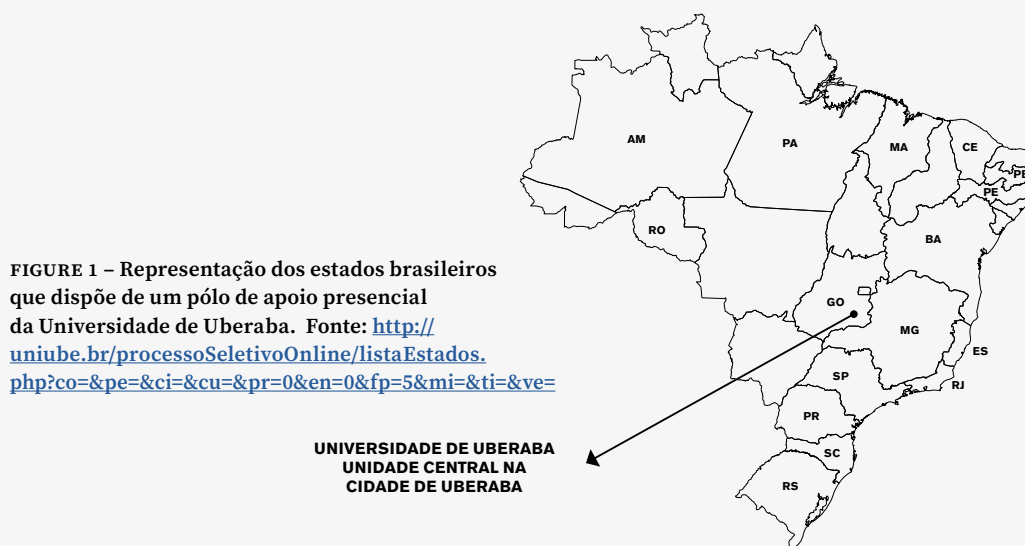 FIGURE 1 – Representação dos estados brasileiros
que dispõe de um pólo de apoio presencial
da Universidade de Uberaba.  Fonte: http://
uniube.br/processoSeletivoOnline/listaEstados.
php?co=&pe=&ci=&cu=&pr=0&en=0&fp=5&mi=&ti=&ve=
AM
PA
MA
CE
PE
RO
BA
GO
MG
ES
SP
RJ
PR
SC
RS
UNIVERSIDADE DE UBERABA
UNIDADE CENTRAL NA
CIDADE DE UBERABA